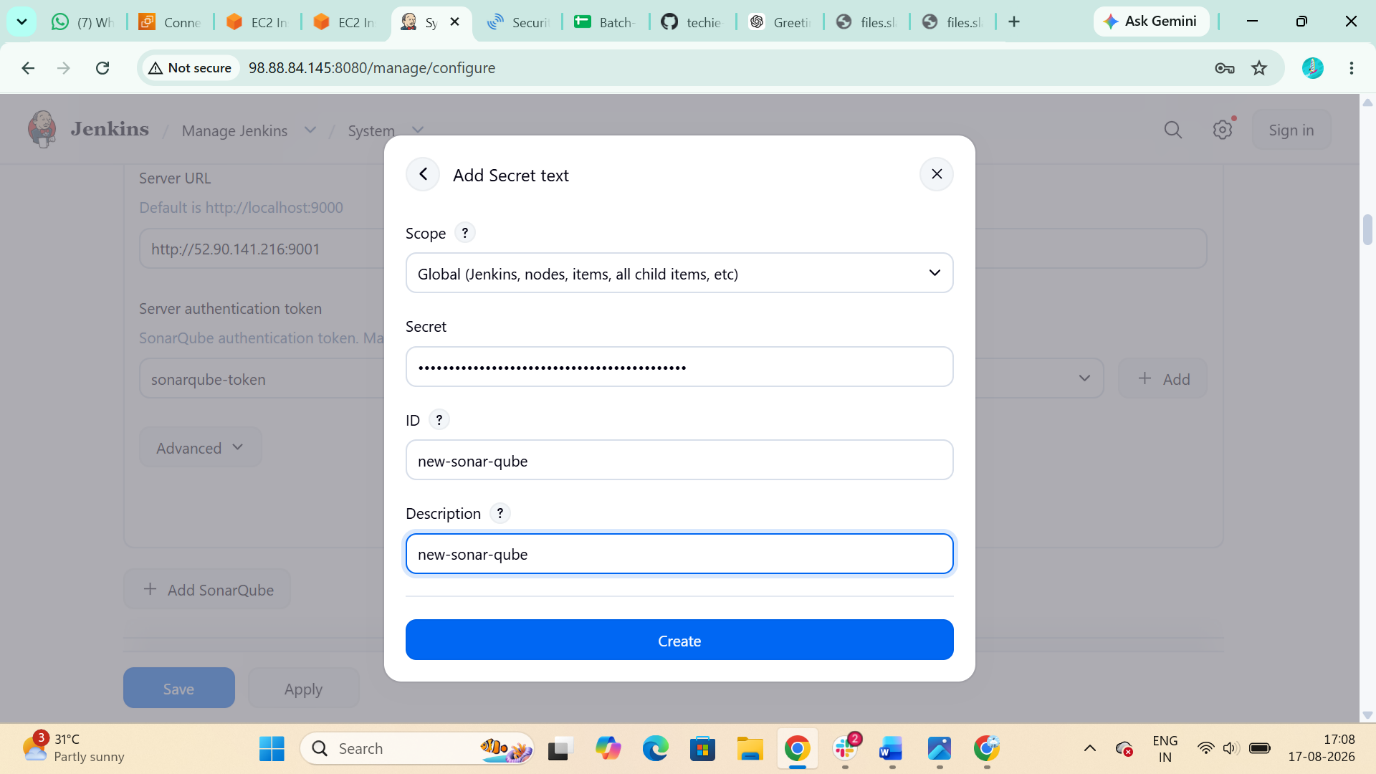 (7) Wh
Conne
EC2 In
EC2 In
Sy
Securit
Batch-
techie-
Greetin
files.sl
files.sl
Ask Gemini
Not secure
98.88.84.145:8080/manage/configure
Jenkins / Manage Jenkins / System
Sign in
Server URL
Default is http://localhost:9000
http://52.90.141.216:9001
Server authentication token
SonarQube authentication token. Ma
sonarqube-token
+ Add
Advanced
+ Add SonarQube
Save
Apply
Add Secret text
Scope ?
Global (Jenkins, nodes, items, all child items, etc)
Secret
••••••••••••••••••••••••••••••••••••••••••••
ID ?
new-sonar-qube
Description ?
new-sonar-qube
Create
3
31°C
Partly sunny
Search
2
ENG
IN
17:08
17-08-2026